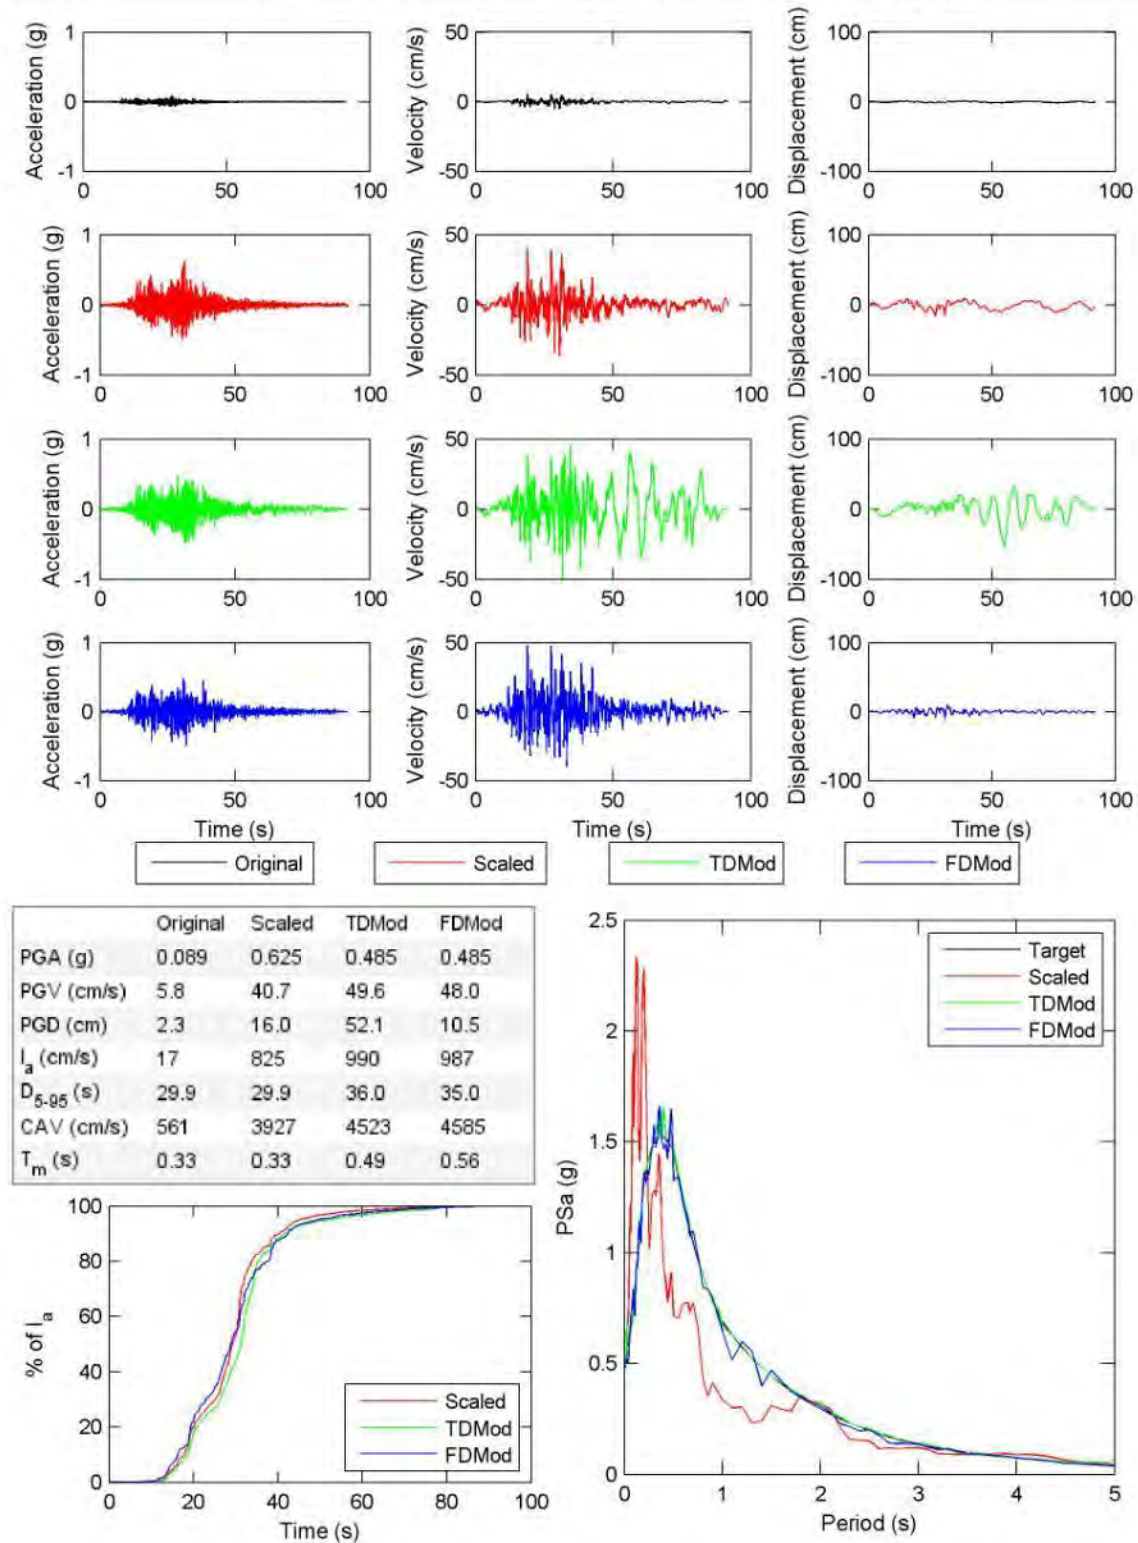 Acceleration (g)
1
0
-1
0 50 100
Velocity (cm/s)
50
0
-50
0 50 100
Displacement (cm)
100
0
-100
0 50 100
Acceleration (g)
1
0
-1
0 50 100
Velocity (cm/s)
50
0
-50
0 50 100
Displacement (cm)
100
0
-100
0 50 100
Acceleration (g)
1
0
-1
0 50 100
Velocity (cm/s)
50
0
-50
0 50 100
Displacement (cm)
100
0
-100
0 50 100
Acceleration (g)
1
0
-1
0 50 100
Time (s)
Velocity (cm/s)
50
0
-50
0 50 100
Time (s)
Displacement (cm)
100
0
-100
0 50 100
Time (s)
Original Scaled TDMod FDMod
Original Scaled TDMod FDMod
PGA (g) 0.089 0.625 0.485 0.485
PGV (cm/s) 5.8 40.7 49.6 48.0
PGD (cm) 2.3 16.0 52.1 10.5
Ia (cm/s) 17 825 990 987
D5-95 (s) 29.9 29.9 36.0 35.0
CAV (cm/s) 561 3927 4523 4585
Tm (s) 0.33 0.33 0.49 0.56
% of Ia
100
80
60
40
20
0
0 20 40 60 80 100
Time (s)
Scaled
TDMod
FDMod
PSa (g)
2.5
2
1.5
1
0.5
0
0 1 2 3 4 5
Period (s)
Target
Scaled
TDMod
FDMod